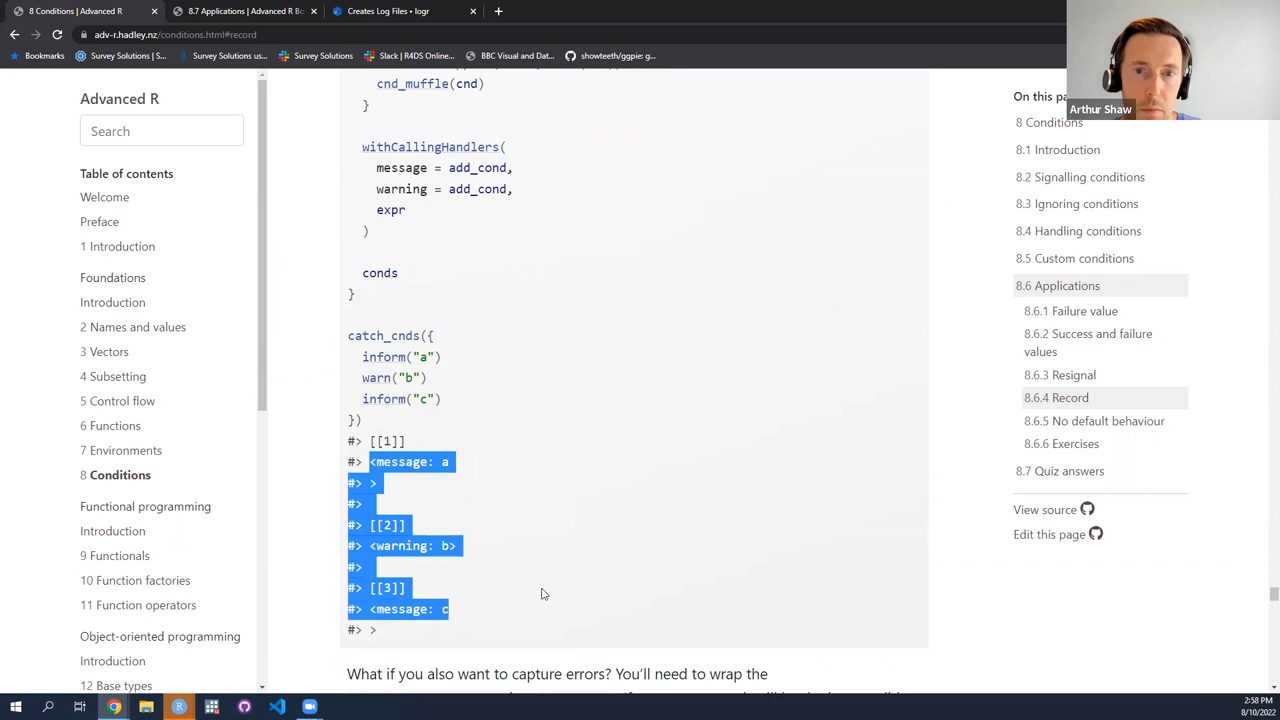 8 Conditions | Advanced R
8.7 Applications | Advanced R Bo
Creates Log Files • logr
adv-r.hadley.nz/conditions.html#record
Bookmarks
Survey Solutions | S...
Survey Solutions us...
Survey Solutions
Slack | R4DS Online...
BBC Visual and Dat...
showteeth/ggpie: g...
Arthur Shaw
Advanced R
Search
Table of contents
Welcome
Preface
1 Introduction
Foundations
Introduction
2 Names and values
3 Vectors
4 Subsetting
5 Control flow
6 Functions
7 Environments
8 Conditions
Functional programming
Introduction
9 Functionals
10 Function factories
11 Function operators
Object-oriented programming
Introduction
12 Base types
cnd_muffle(cnd)
}
withCallingHandlers(
message = add_cond,
warning = add_cond,
expr
)
conds
}
catch_cnds({
inform("a")
warn("b")
inform("c")
})
#> [[1]]
#> <message: a
#> >
#>
#> [[2]]
#> <warning: b>
#>
#> [[3]]
#> <message: c
#> >
What if you also want to capture errors? You’ll need to wrap the
On this pa
8 Conditions
8.1 Introduction
8.2 Signalling conditions
8.3 Ignoring conditions
8.4 Handling conditions
8.5 Custom conditions
8.6 Applications
8.6.1 Failure value
8.6.2 Success and failure
values
8.6.3 Resignal
8.6.4 Record
8.6.5 No default behaviour
8.6.6 Exercises
8.7 Quiz answers
View source
Edit this page
2:58 PM
8/10/2022